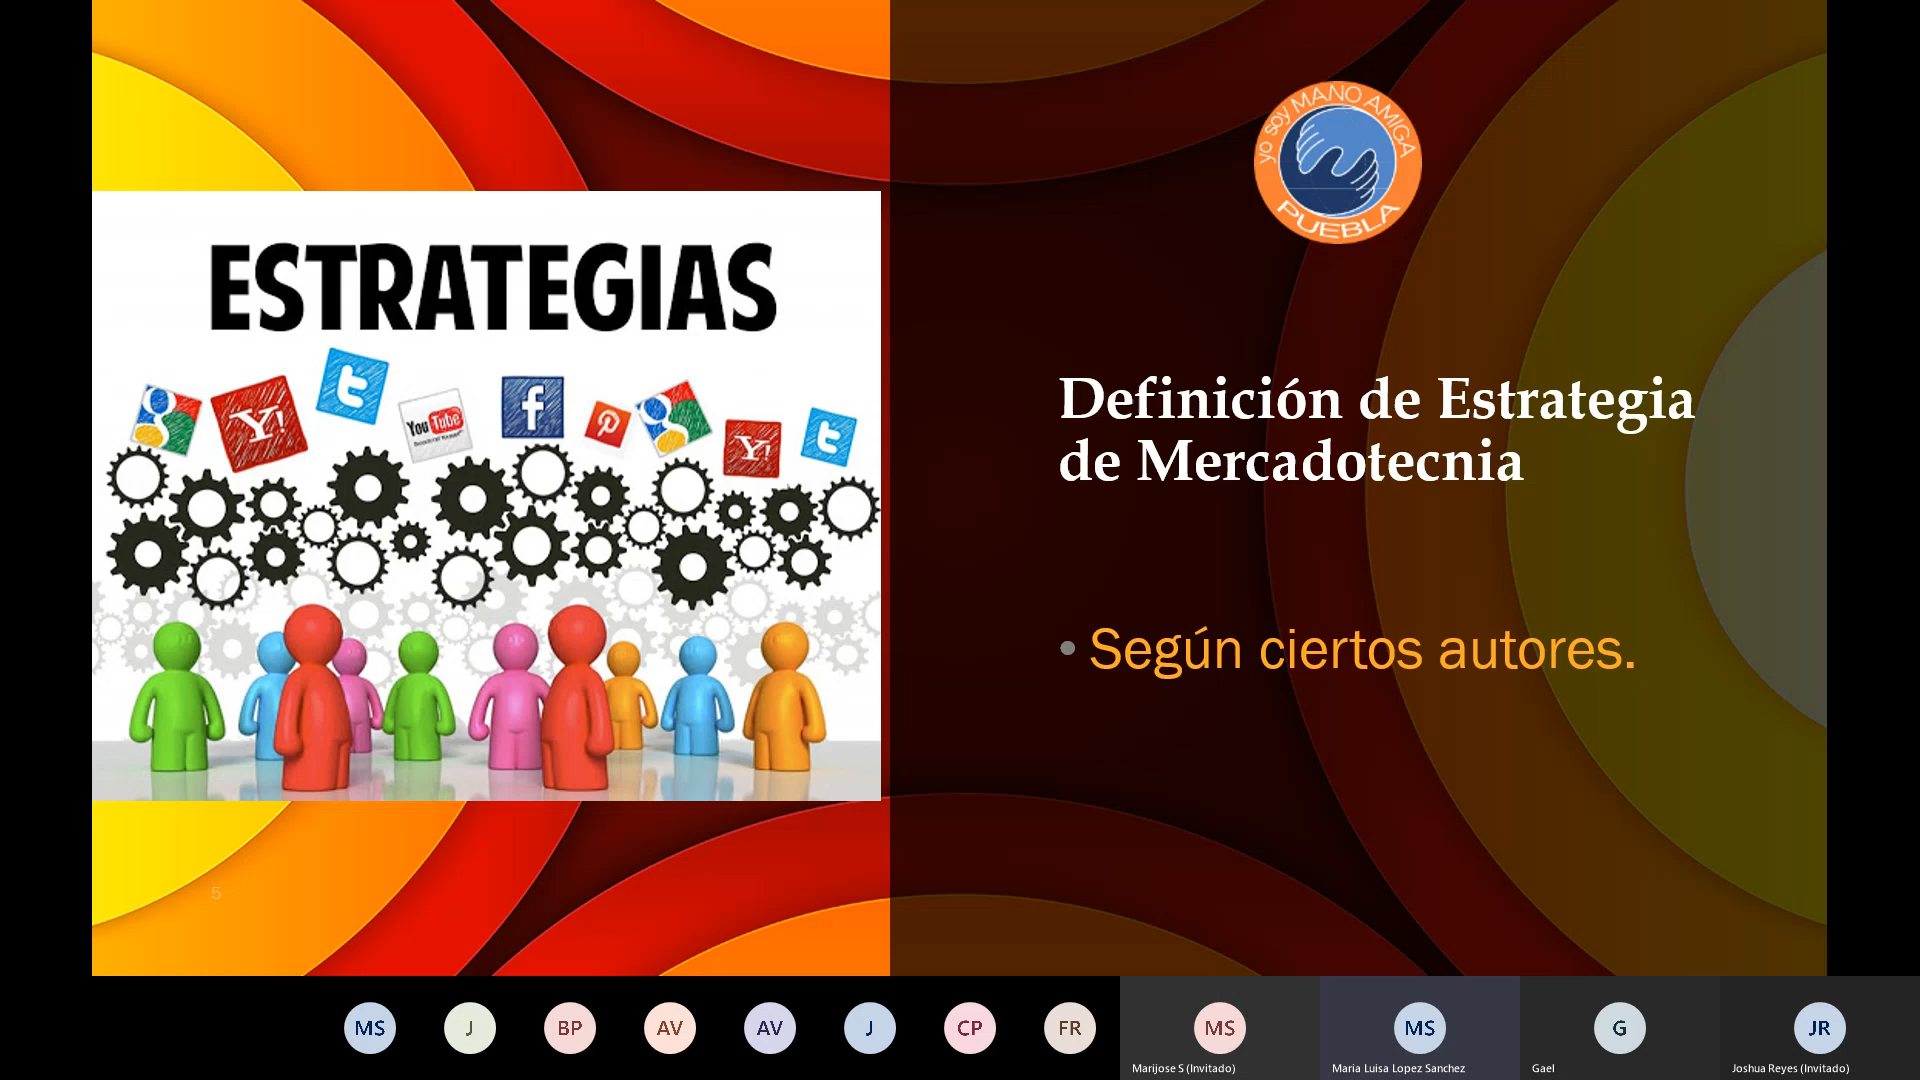 yo soy MANO AMIGA
PUEBLA
ESTRATEGIAS
Y!
t
You Tube
f
p
Y!
t
Definición de Estrategia
de Mercadotecnia
• Según ciertos autores.
5
MS
J
BP
AV
AV
J
CP
FR
MS
MS
G
JR
Marijose S (Invitado)
Maria Luisa Lopez Sanchez
Gael
Joshua Reyes (Invitado)